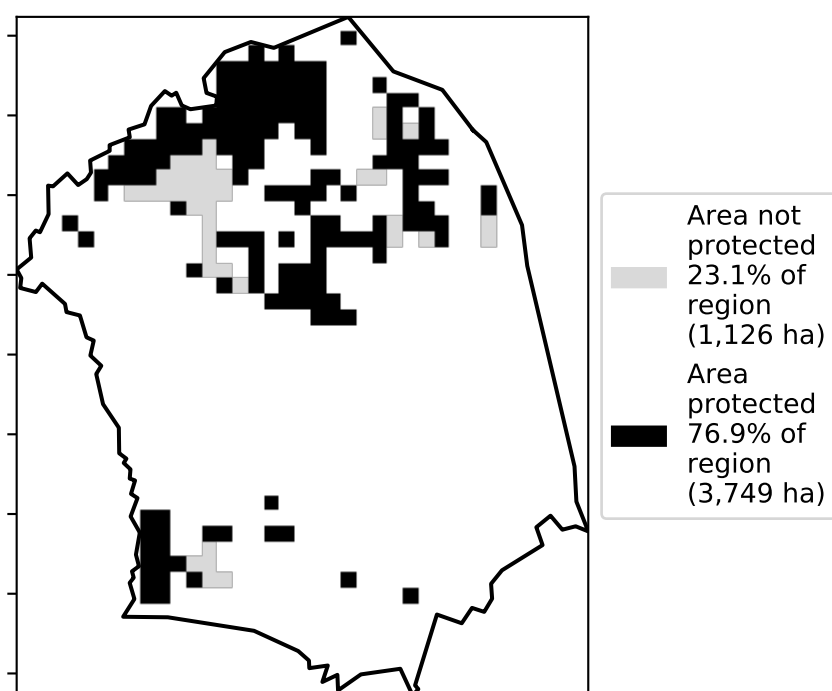 Area not
protected
23.1% of
region
(1,126 ha)
Area
protected
76.9% of
region
(3,749 ha)